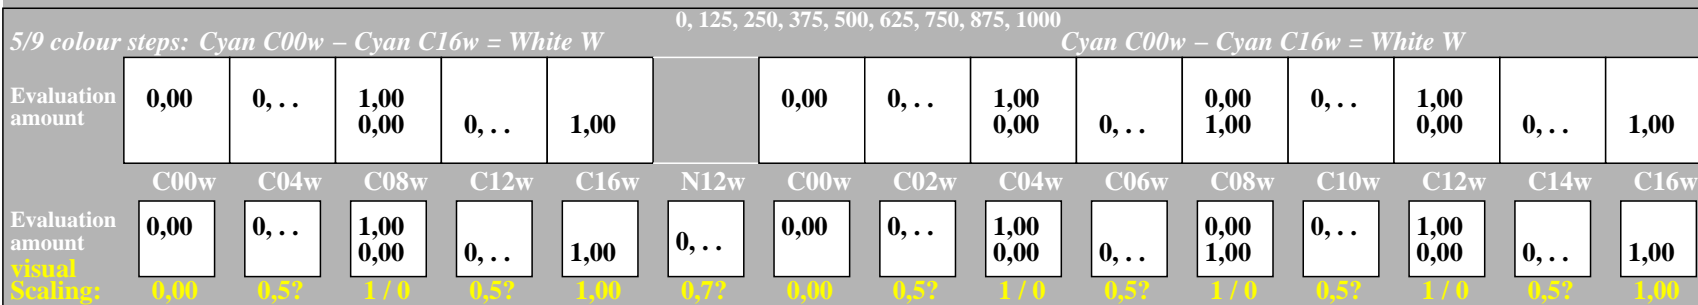 0, 125, 250, 375, 500, 625, 750, 875, 1000
5/9 colour steps: Cyan C00w – Cyan C16w = White W Cyan C00w – Cyan C16w = White W
Evaluation 0,00 0, . . 1,00 0,00 0, . . 1,00 0,00 0, . . 1,00
amount 0,00 0, . . 1,00 0,00 0, . . 1,00 0,00 0, . . 1,00
C00w C04w C08w C12w C16w N12w C00w C02w C04w C06w C08w C10w C12w C14w C16w
Evaluation 0,00 0, . . 1,00 0,00 0, . . 1,00 0,00 0, . . 1,00
amount 0,00 0, . . 1,00 0, . . 0,00 0, . . 1,00 0,00 0, . . 1,00
visual
Scaling: 0,00 0,5? 1 / 0 0,5? 1,00 0,7? 0,00 0,5? 1 / 0 0,5? 1 / 0 0,5? 1 / 0 0,5? 1,00